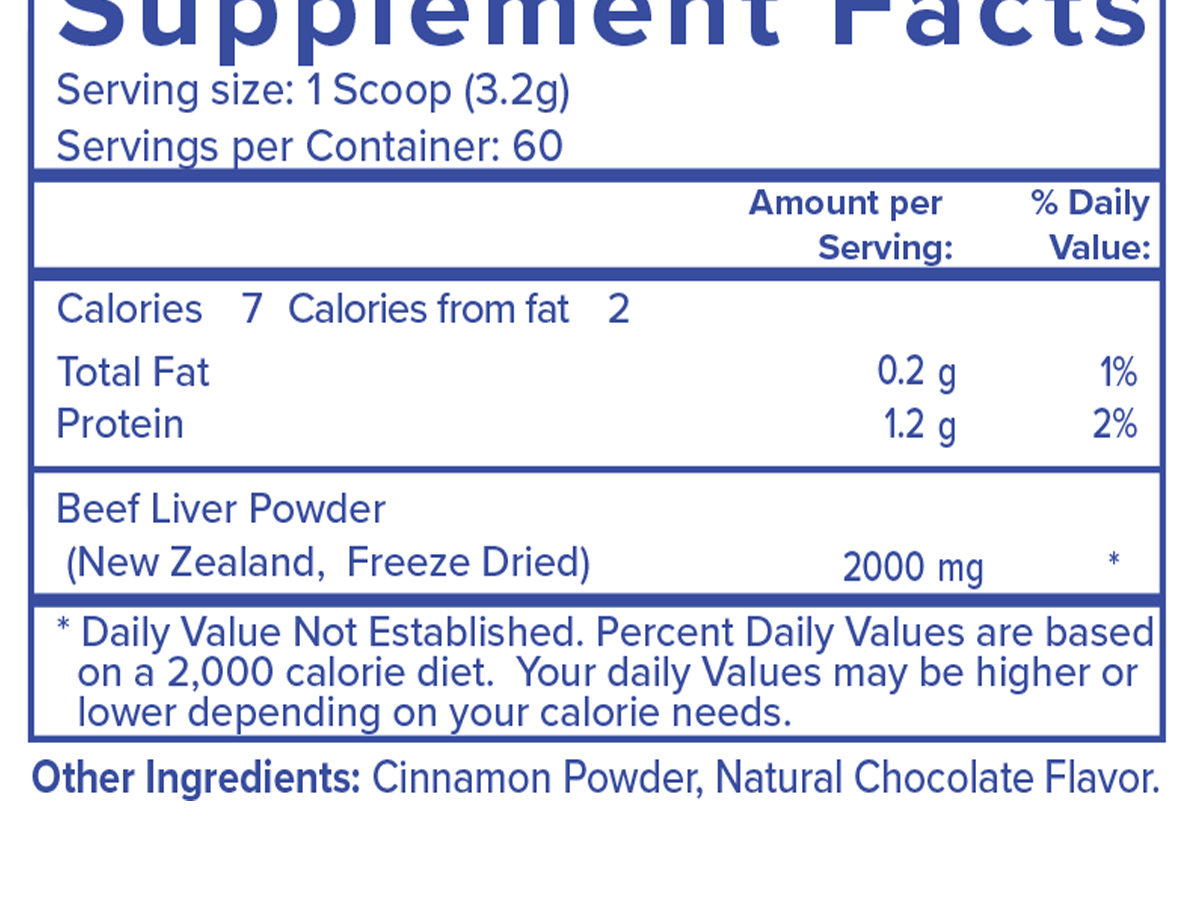 Supplement Facts
Serving size: 1 Scoop (3.2g)
Servings per Container: 60
Amount per % Daily
Serving: Value:
Calories 7 Calories from fat 2
Total Fat 0.2 g 1%
Protein 1.2 g 2%
Beef Liver Powder
(New Zealand, Freeze Dried) 2000 mg *
* Daily Value Not Established. Percent Daily Values are based
on a 2,000 calorie diet. Your daily Values may be higher or
lower depending on your calorie needs.
Other Ingredients: Cinnamon Powder, Natural Chocolate Flavor.